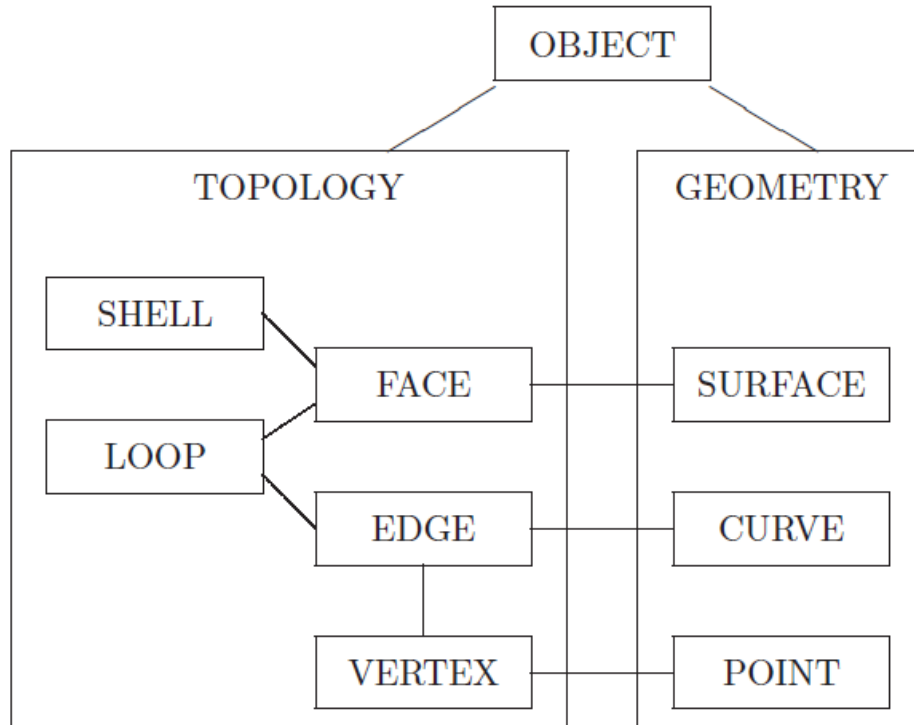 OBJECT
TOPOLOGY
SHELL
FACE
LOOP
EDGE
VERTEX
GEOMETRY
SURFACE
CURVE
POINT